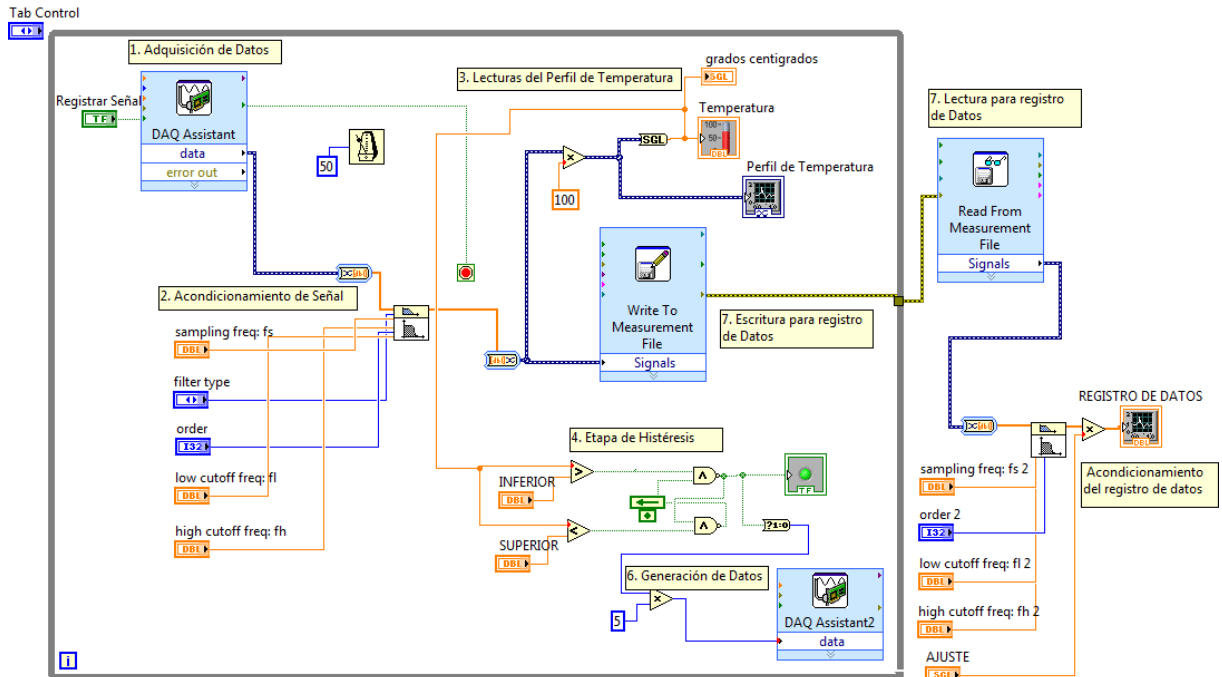 Tab Control
1. Adquisición de Datos
Registrar Señal
TF
DAQ Assistant
data
error out
50
2. Acondicionamiento de Señal
sampling freq: fs
DBL
filter type
order
I32
low cutoff freq: fl
DBL
high cutoff freq: fh
DBL
3. Lecturas del Perfil de Temperatura
grados centigrados
SGL
Temperatura
SGL
100-
50-
DBL
Perfil de Temperatura
100
Write To
Measurement
File
Signals
7. Escritura para registro
de Datos
4. Etapa de Histéresis
INFERIOR
DBL
SUPERIOR
DBL
TF
?1:0
6. Generación de Datos
5
DAQ Assistant2
data
i
7. Lectura para registro
de Datos
Read From
Measurement
File
Signals
REGISTRO DE DATOS
DBL
Acondicionamiento
del registro de datos
sampling freq: fs 2
DBL
order 2
I32
low cutoff freq: fl 2
DBL
high cutoff freq: fh 2
DBL
AJUSTE
SGL